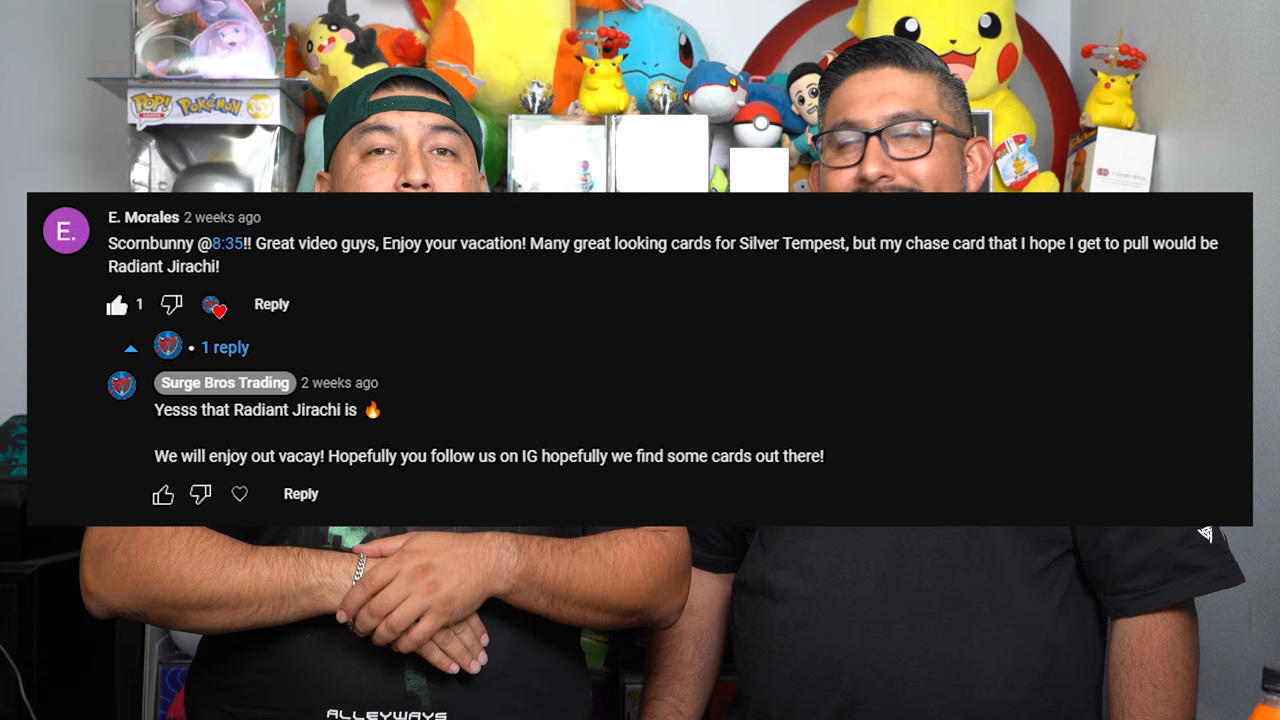 POP! POKÉMON 353
GAMES
E. Morales 2 weeks ago
E.
Scornbunny @8:35!! Great video guys, Enjoy your vacation! Many great looking cards for Silver Tempest, but my chase card that I hope I get to pull would be
Radiant Jirachi!
1
Reply
1 reply
Surge Bros Trading 2 weeks ago
Yesss that Radiant Jirachi is 🔥
We will enjoy out vacay! Hopefully you follow us on IG hopefully we find some cards out there!
Reply
ALLEYWAYS